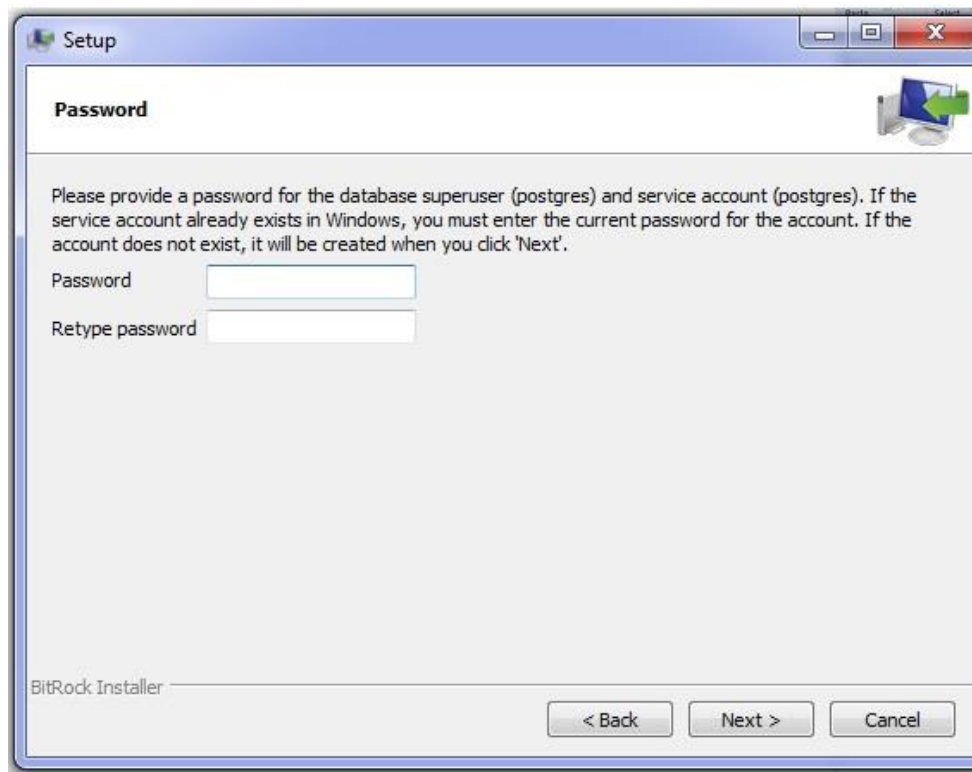 Setup
Password
Please provide a password for the database superuser (postgres) and service account (postgres). If the
service account already exists in Windows, you must enter the current password for the account. If the
account does not exist, it will be created when you click 'Next'.
Password
Retype password
BitRock Installer
< Back Next > Cancel